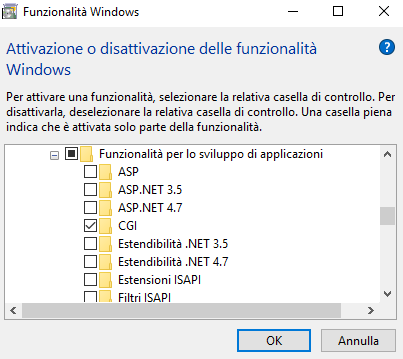 Funzionalità Windows
Attivazione o disattivazione delle funzionalità
Windows
Per attivare una funzionalità, selezionare la relativa casella di controllo. Per
disattivarla, deselezionare la relativa casella di controllo. Una casella piena
indica che è attivata solo parte della funzionalità.
Funzionalità per lo sviluppo di applicazioni
ASP
ASP.NET 3.5
ASP.NET 4.7
CGI
Estendibilità .NET 3.5
Estendibilità .NET 4.7
Estensioni ISAPI
Filtri ISAPI
OK
Annulla